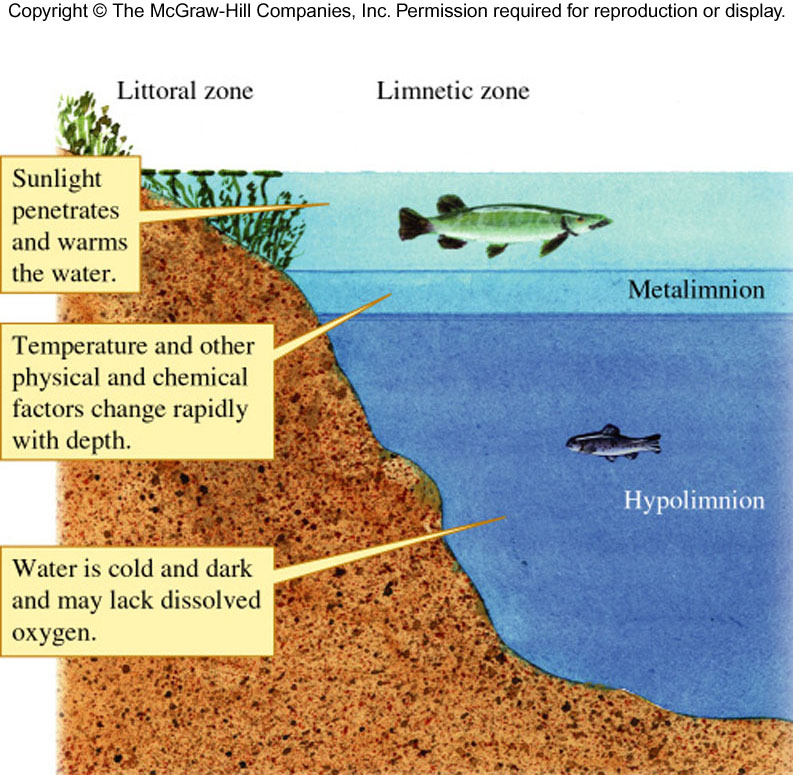 Copyright © The McGraw-Hill Companies, Inc. Permission required for reproduction or display.
Littoral zone
Limnetic zone
Sunlight
penetrates
and warms
the water.
Metalimnion
Temperature and other
physical and chemical
factors change rapidly
with depth.
Hypolimnion
Water is cold and dark
and may lack dissolved
oxygen.